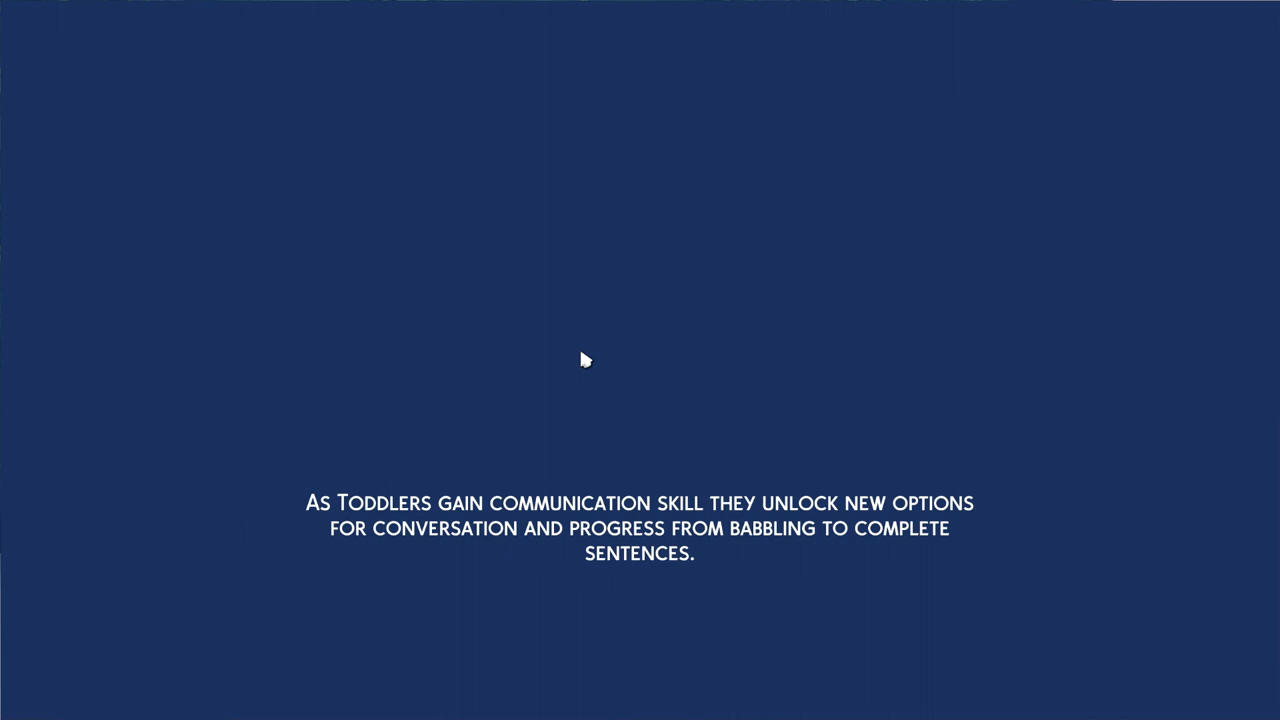 As Toddlers gain communication skill they unlock new options
for conversation and progress from babbling to complete
sentences.